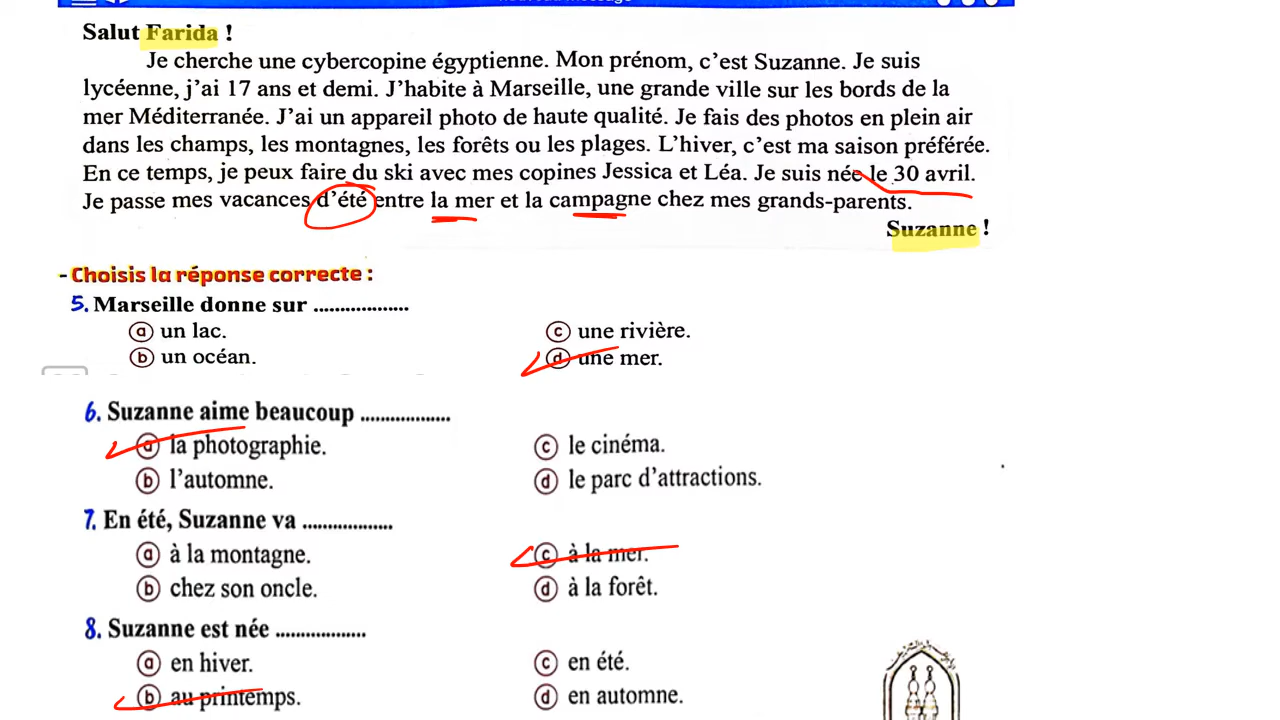 Salut Farida !
Je cherche une cybercopine égyptienne. Mon prénom, c’est Suzanne. Je suis
lycéenne, j’ai 17 ans et demi. J’habite à Marseille, une grande ville sur les bords de la
mer Méditerranée. J’ai un appareil photo de haute qualité. Je fais des photos en plein air
dans les champs, les montagnes, les forêts ou les plages. L’hiver, c’est ma saison préférée.
En ce temps, je peux faire du ski avec mes copines Jessica et Léa. Je suis née le 30 avril.
Je passe mes vacances d’été entre la mer et la campagne chez mes grands-parents.
Suzanne !
- Choisis la réponse correcte :
5. Marseille donne sur ..................
a un lac.
c une rivière.
b un océan.
d une mer.
6. Suzanne aime beaucoup ..................
a la photographie.
c le cinéma.
b l’automne.
d le parc d’attractions.
7. En été, Suzanne va ..................
a à la montagne.
c à la mer.
b chez son oncle.
d à la forêt.
8. Suzanne est née ..................
a en hiver.
c en été.
b au printemps.
d en automne.